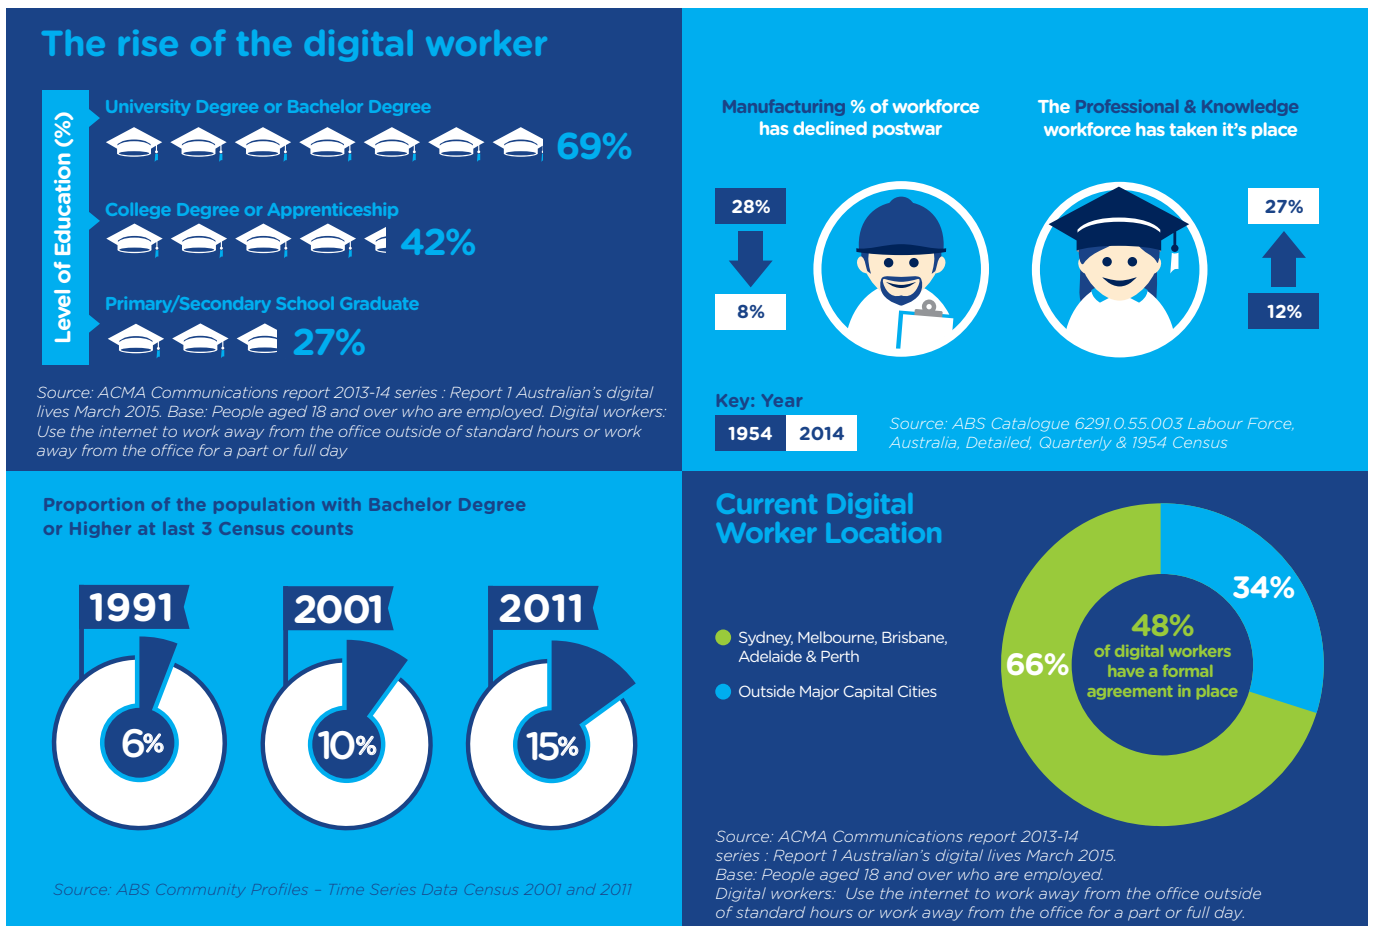 The rise of the digital worker
Level of Education (%)
University Degree or Bachelor Degree
69%
College Degree or Apprenticeship
42%
Primary/Secondary School Graduate
27%
Source: ACMA Communications report 2013-14 series : Report 1 Australian's digital
lives March 2015. Base: People aged 18 and over who are employed. Digital workers:
Use the internet to work away from the office outside of standard hours or work
away from the office for a part or full day
Manufacturing % of workforce
has declined postwar
28%
8%
The Professional & Knowledge
workforce has taken it's place
27%
12%
Key: Year
1954 2014
Source: ABS Catalogue 6291.0.55.003 Labour Force,
Australia, Detailed, Quarterly & 1954 Census
Proportion of the population with Bachelor Degree
or Higher at last 3 Census counts
1991
6%
2001
10%
2011
15%
Source: ABS Community Profiles – Time Series Data Census 2001 and 2011
Current Digital
Worker Location
Sydney, Melbourne, Brisbane,
Adelaide & Perth
Outside Major Capital Cities
34%
66%
48%
of digital workers
have a formal
agreement in place
Source: ACMA Communications report 2013-14
series : Report 1 Australian's digital lives March 2015.
Base: People aged 18 and over who are employed.
Digital workers: Use the internet to work away from the office outside
of standard hours or work away from the office for a part or full day.